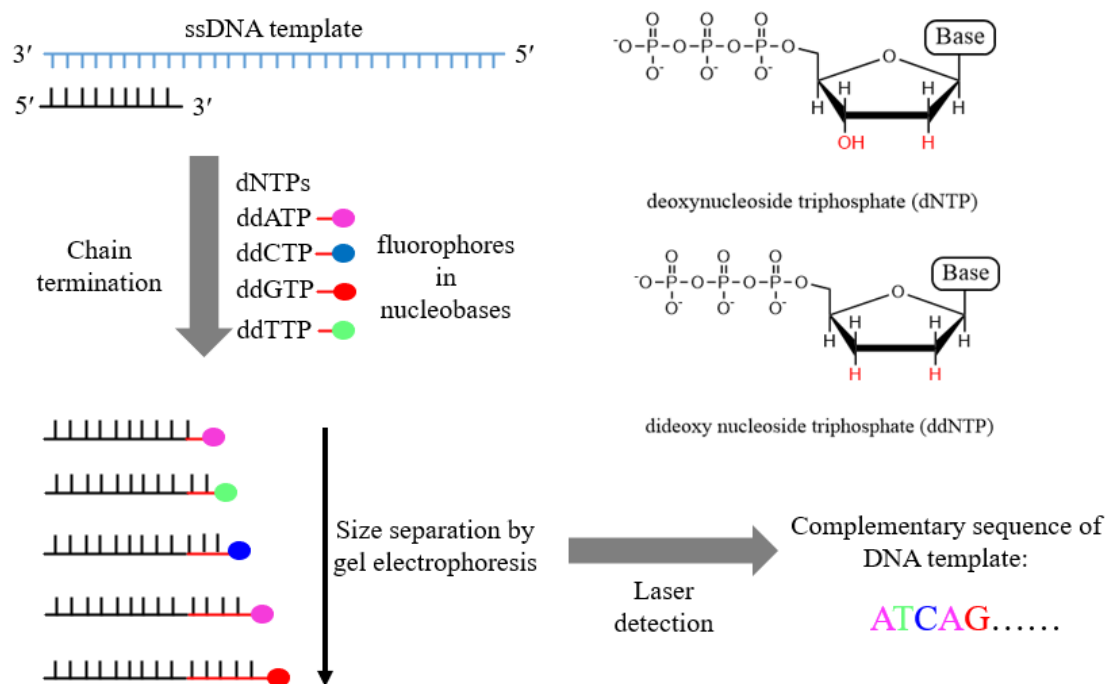 ssDNA template
3′ 5′
5′ 3′
dNTPs
ddATP
ddCTP
ddGTP
ddTTP
Chain
termination
fluorophores
in
nucleobases
Base
O O O
⁻O-P-O-P-O-P-O O
O⁻ O⁻ O⁻ H H H H
OH H
deoxynucleoside triphosphate (dNTP)
Base
O O O
⁻O-P-O-P-O-P-O O
O⁻ O⁻ O⁻ H H H H
H H
dideoxy nucleoside triphosphate (ddNTP)
Size separation by
gel electrophoresis
Laser
detection
Complementary sequence of
DNA template:
ATCAG......